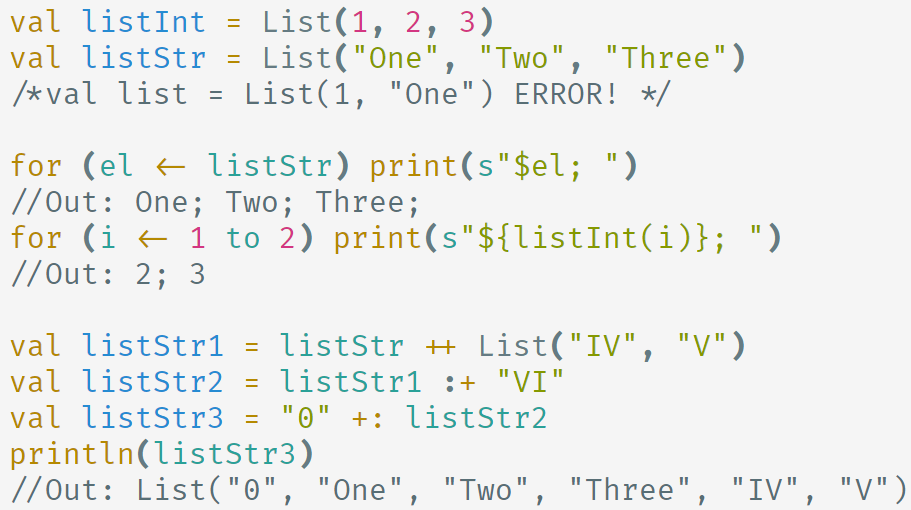 val listInt = List(1, 2, 3)
val listStr = List("One", "Two", "Three")
/*val list = List(1, "One") ERROR! */

for (el <- listStr) print(s"$el; ")
//Out: One; Two; Three;
for (i <- 1 to 2) print(s"${listInt(i)}; ")
//Out: 2; 3

val listStr1 = listStr ++ List("IV", "V")
val listStr2 = listStr1 :+ "VI"
val listStr3 = "0" +: listStr2
println(listStr3)
//Out: List("0", "One", "Two", "Three", "IV", "V")